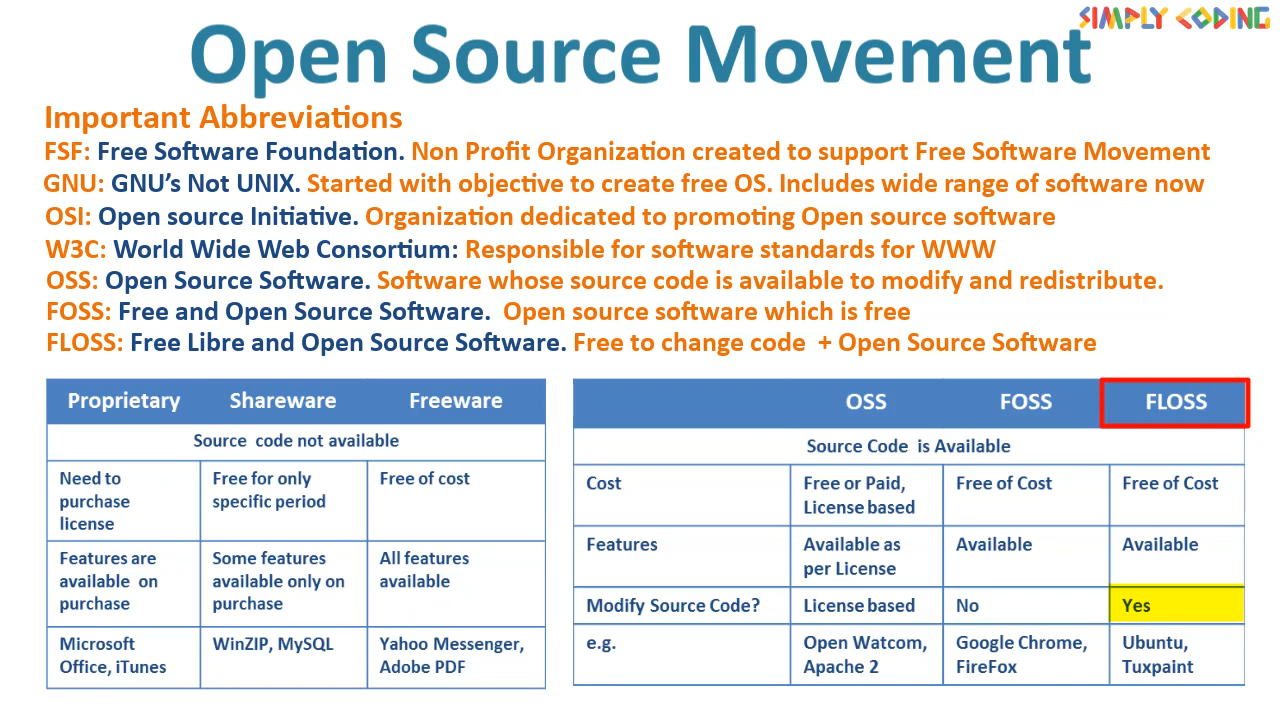 SIMPLY CODING
Open Source Movement
Important Abbreviations
FSF: Free Software Foundation. Non Profit Organization created to support Free Software Movement
GNU: GNU’s Not UNIX. Started with objective to create free OS. Includes wide range of software now
OSI: Open source Initiative. Organization dedicated to promoting Open source software
W3C: World Wide Web Consortium: Responsible for software standards for WWW
OSS: Open Source Software. Software whose source code is available to modify and redistribute.
FOSS: Free and Open Source Software. Open source software which is free
FLOSS: Free Libre and Open Source Software. Free to change code + Open Source Software
Proprietary Shareware Freeware
Source code not available
Need to purchase license
Free for only specific period
Free of cost
Features are available on purchase
Some features available only on purchase
All features available
Microsoft Office, iTunes
WinZIP, MySQL
Yahoo Messenger, Adobe PDF
OSS FOSS FLOSS
Source Code is Available
Cost
Free or Paid, License based
Free of Cost
Free of Cost
Features
Available as per License
Available
Available
Modify Source Code?
License based
No
Yes
e.g.
Open Watcom, Apache 2
Google Chrome, FireFox
Ubuntu, Tuxpaint